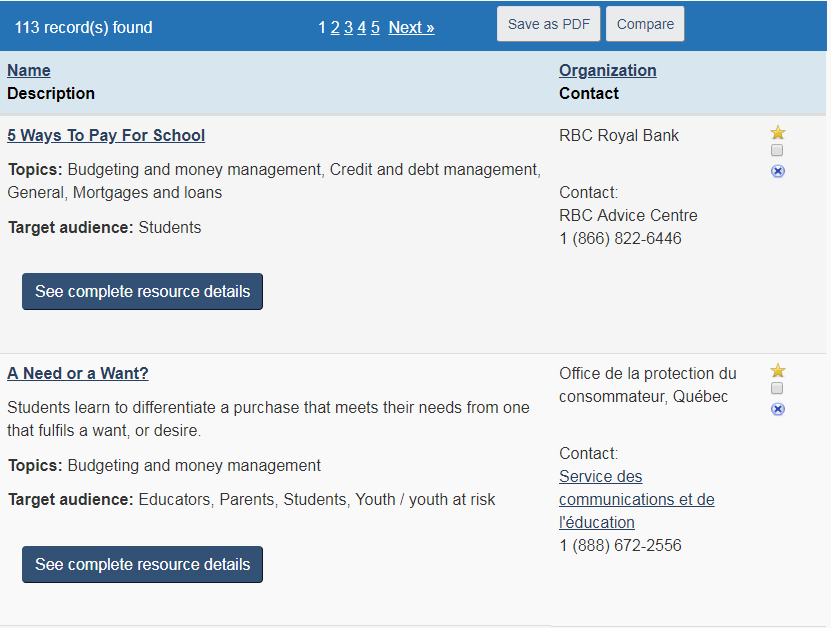 113 record(s) found
1 2 3 4 5 Next »
Save as PDF
Compare
Name
Description
Organization
Contact
5 Ways To Pay For School
Topics: Budgeting and money management, Credit and debt management,
General, Mortgages and loans
Target audience: Students
See complete resource details
RBC Royal Bank
Contact:
RBC Advice Centre
1 (866) 822-6446
A Need or a Want?
Students learn to differentiate a purchase that meets their needs from one
that fulfils a want, or desire.
Topics: Budgeting and money management
Target audience: Educators, Parents, Students, Youth / youth at risk
See complete resource details
Office de la protection du
consommateur, Québec
Contact:
Service des
communications et de
l'éducation
1 (888) 672-2556